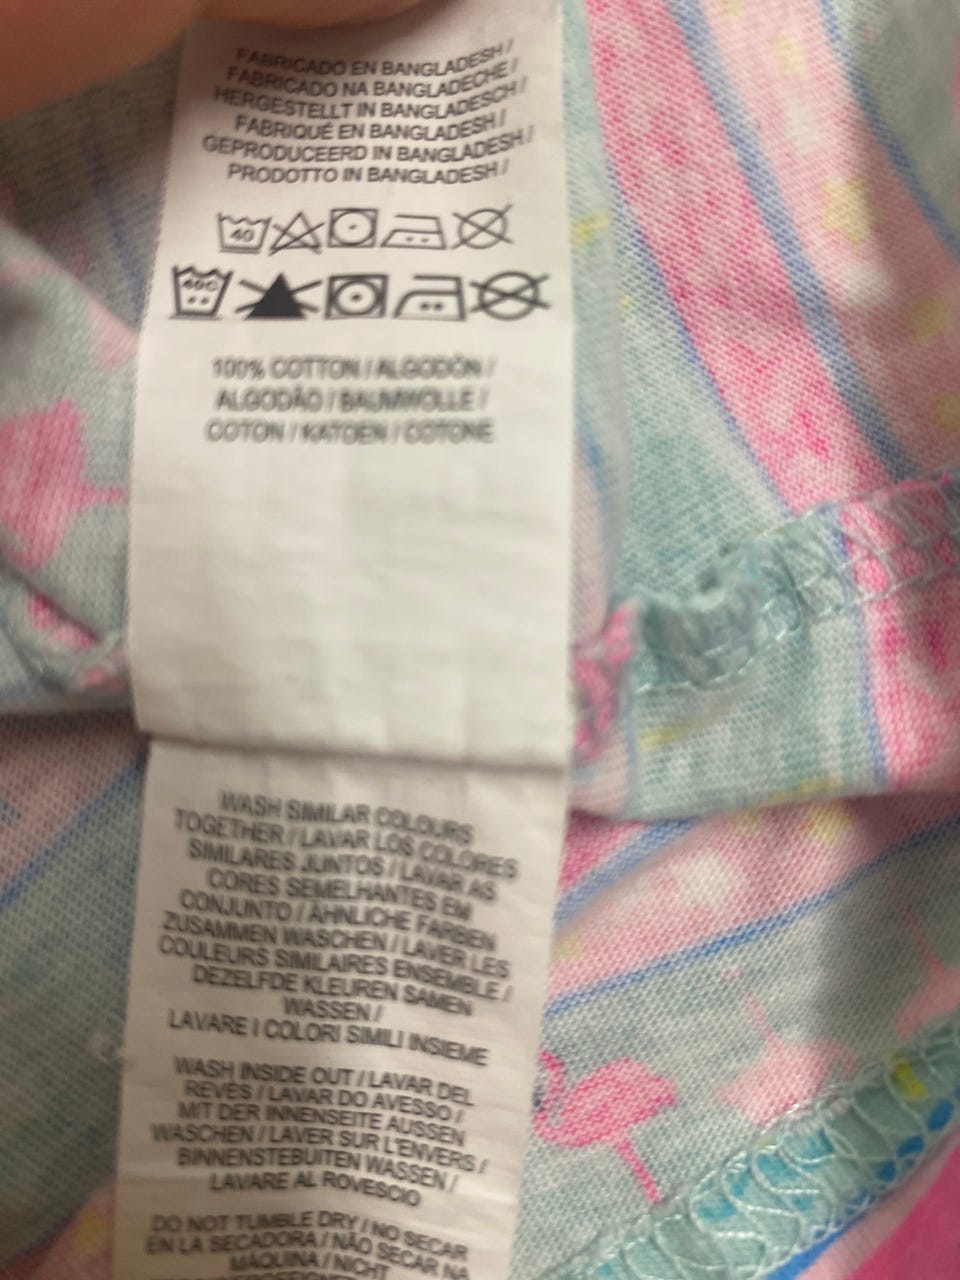 FABRICADO EN BANGLADESH /
FABRICADO NA BANGLADECHE /
HERGESTELLT IN BANGLADESCH /
FABRIQUÉ EN BANGLADESH /
GEPRODUCEERD IN BANGLADESH /
PRODOTTO IN BANGLADESH /
40
40C
100% COTTON / ALGODÓN /
ALGODÃO / BAUMWOLLE /
COTON / KATOEN / COTONE
WASH SIMILAR COLOURS
TOGETHER / LAVAR LOS COLORES
SIMILARES JUNTOS / LAVAR AS
CORES SEMELHANTES EM
CONJUNTO / ÄHNLICHE FARBEN
ZUSAMMEN WASCHEN / LAVER LES
COULEURS SIMILAIRES ENSEMBLE /
DEZELFDE KLEUREN SAMEN
WASSEN /
LAVARE I COLORI SIMILI INSIEME
WASH INSIDE OUT / LAVAR DEL
REVÉS / LAVAR DO AVESSO /
MIT DER INNENSEITE AUSSEN
WASCHEN / LAVER SUR L'ENVERS /
BINNENSTEBUITEN WASSEN /
LAVARE AL ROVESCIO
DO NOT TUMBLE DRY / NO SECAR
EN LA SECADORA / NÃO SECAR NA
MÁQUINA / NICHT